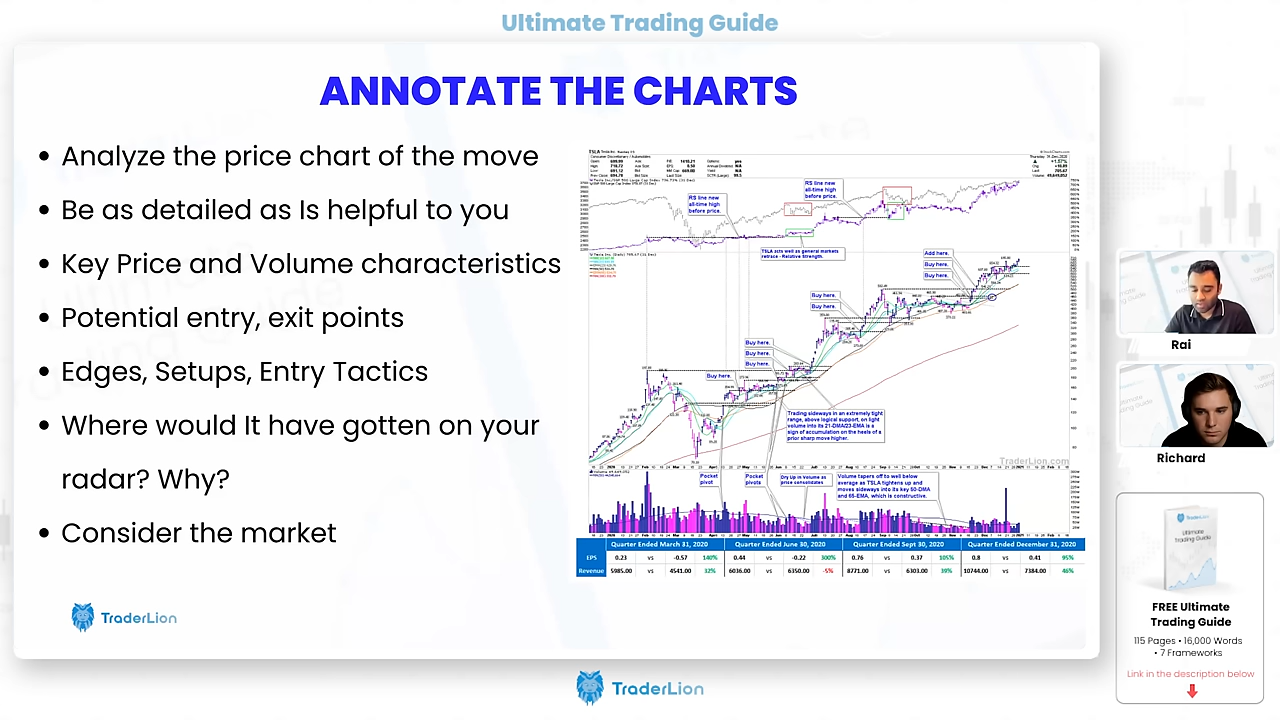 Ultimate Trading Guide
ANNOTATE THE CHARTS
• Analyze the price chart of the move
• Be as detailed as Is helpful to you
• Key Price and Volume characteristics
• Potential entry, exit points
• Edges, Setups, Entry Tactics
• Where would It have gotten on your
radar? Why?
• Consider the market
TraderLion
TSLA
RS line new
all-time high
before price.
RS line new
all-time high
before price.
TSLA acts well as general markets
retrace - Relative Strength.
Add here.
Buy here.
Buy here.
Buy here.
Buy here.
Buy here.
Buy here.
Buy here.
Buy here.
Trading sideways in an extremely tight
range, above logical support, on light
volume into its 21-DMA/23-EMA is a
sign of accumulation on the heels of a
prior sharp move higher.
TraderLion.com
Pocket
pivot
Pocket
pivots
Dry Up in Volume as
price consolidates
Volume tapers off to well below
average as TSLA tightens up and
moves sideways into its key 50-DMA
and 65-EMA, which is constructive.
Quarter Ended March 31, 2020 Quarter Ended June 30, 2020 Quarter Ended Sept 30, 2020 Quarter Ended December 31, 2020
EPS 0.23 vs -0.57 140% 0.44 vs -0.22 300% 0.76 vs 0.37 105% 0.8 vs 0.41 95%
Revenue 5985.00 vs 4541.00 32% 6036.00 vs 6350.00 -5% 8771.00 vs 6303.00 39% 10744.00 vs 7384.00 46%
Rai
Richard
TraderLion
Ultimate
Trading Guide
FREE Ultimate
Trading Guide
115 Pages • 16,000 Words
• 7 Frameworks
Link in the description below
TraderLion